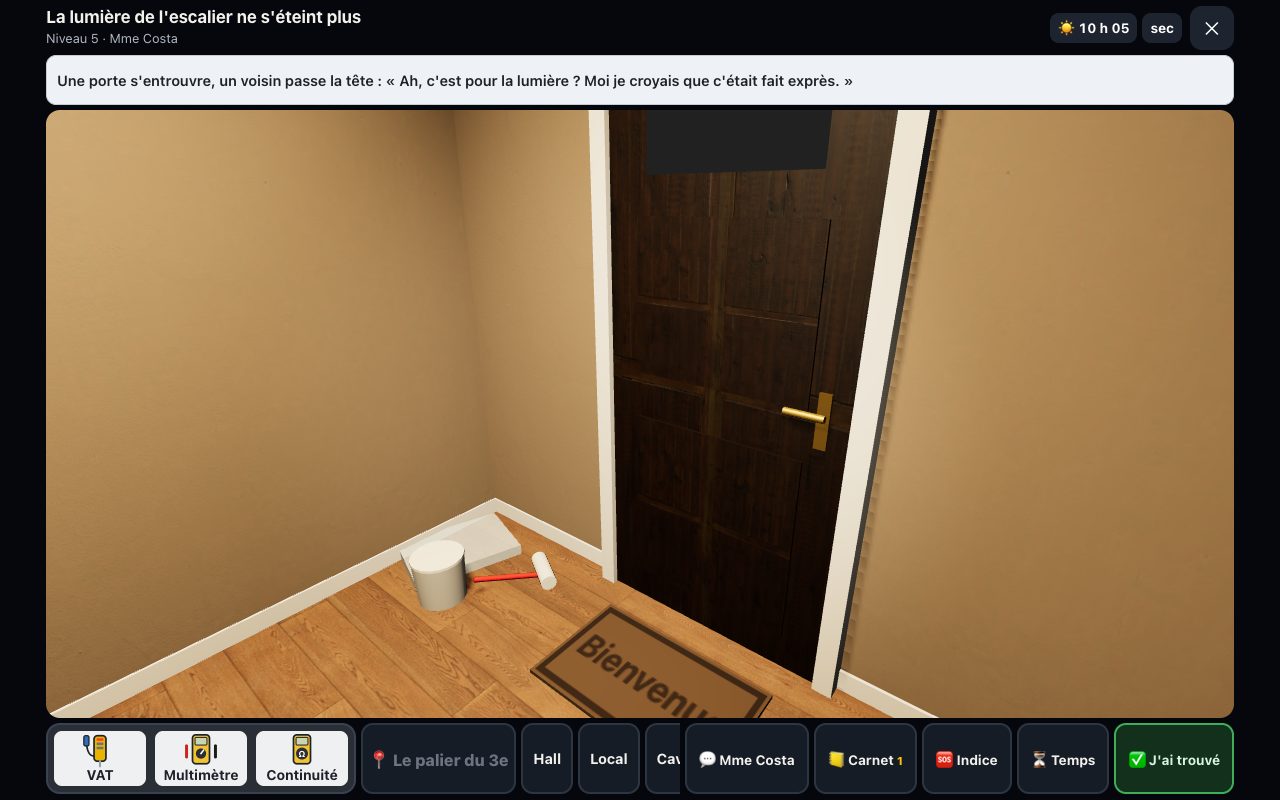 La lumière de l'escalier ne s'éteint plus
Niveau 5 · Mme Costa
10 h 05
sec
Une porte s'entrouvre, un voisin passe la tête : « Ah, c'est pour la lumière ? Moi je croyais que c'était fait exprès. »
Bienvenu
VAT
Multimètre
Continuité
Le palier du 3e
Hall
Local
Cav
Mme Costa
Carnet 1
SOS Indice
Temps
J'ai trouvé